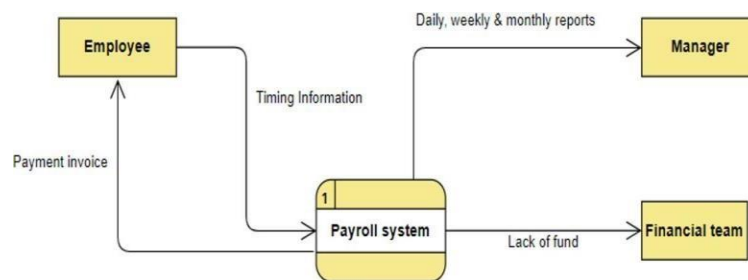 Daily, weekly & monthly reports
Employee
Manager
Timing Information
Payment invoice
1
Payroll system
Financial team
Lack of fund